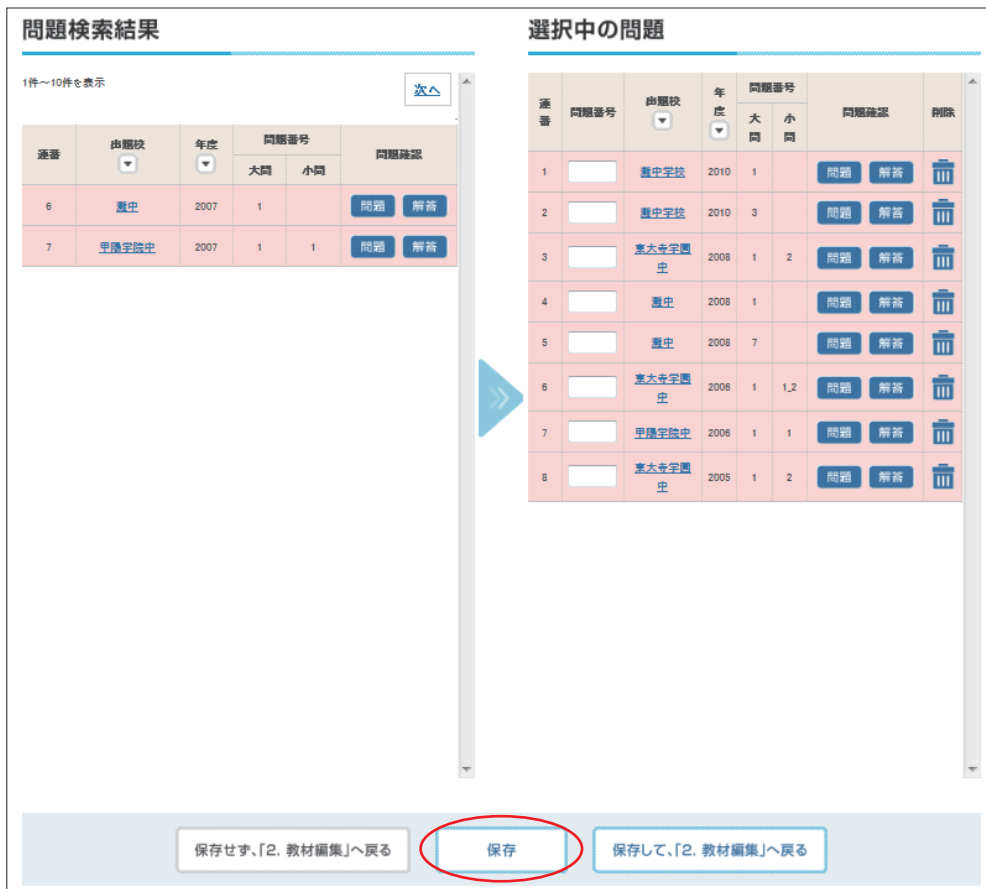 問題検索結果
1件～10件を表示
次へ
連番 出題校 年度 問題番号 問題確認
大問 小問
6 灘中 2007 1 問題 解答
7 甲陽学院中 2007 1 1 問題 解答
選択中の問題
連番 問題番号 出題校 年度 問題番号 問題確認 削除
大問 小問
1 灘中学校 2010 1 問題 解答
2 灘中学校 2010 3 問題 解答
3 東大寺学園中 2008 1 2 問題 解答
4 灘中 2008 1 問題 解答
5 灘中 2008 7 問題 解答
6 東大寺学園中 2006 1 1_2 問題 解答
7 甲陽学院中 2006 1 1 問題 解答
8 東大寺学園中 2005 1 2 問題 解答
保存せず、「2. 教材編集」へ戻る
保存
保存して、「2. 教材編集」へ戻る